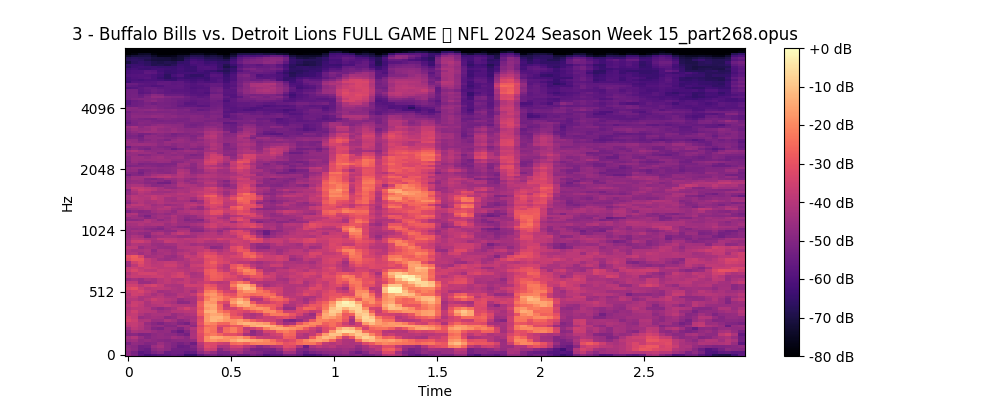 3 - Buffalo Bills vs. Detroit Lions FULL GAME ▯ NFL 2024 Season Week 15_part268.opus
+0 dB
4096
-10 dB
-20 dB
2048
-30 dB
Hz
1024
-40 dB
-50 dB
512
-60 dB
-70 dB
0
-80 dB
0 0.5 1 1.5 2 2.5
Time